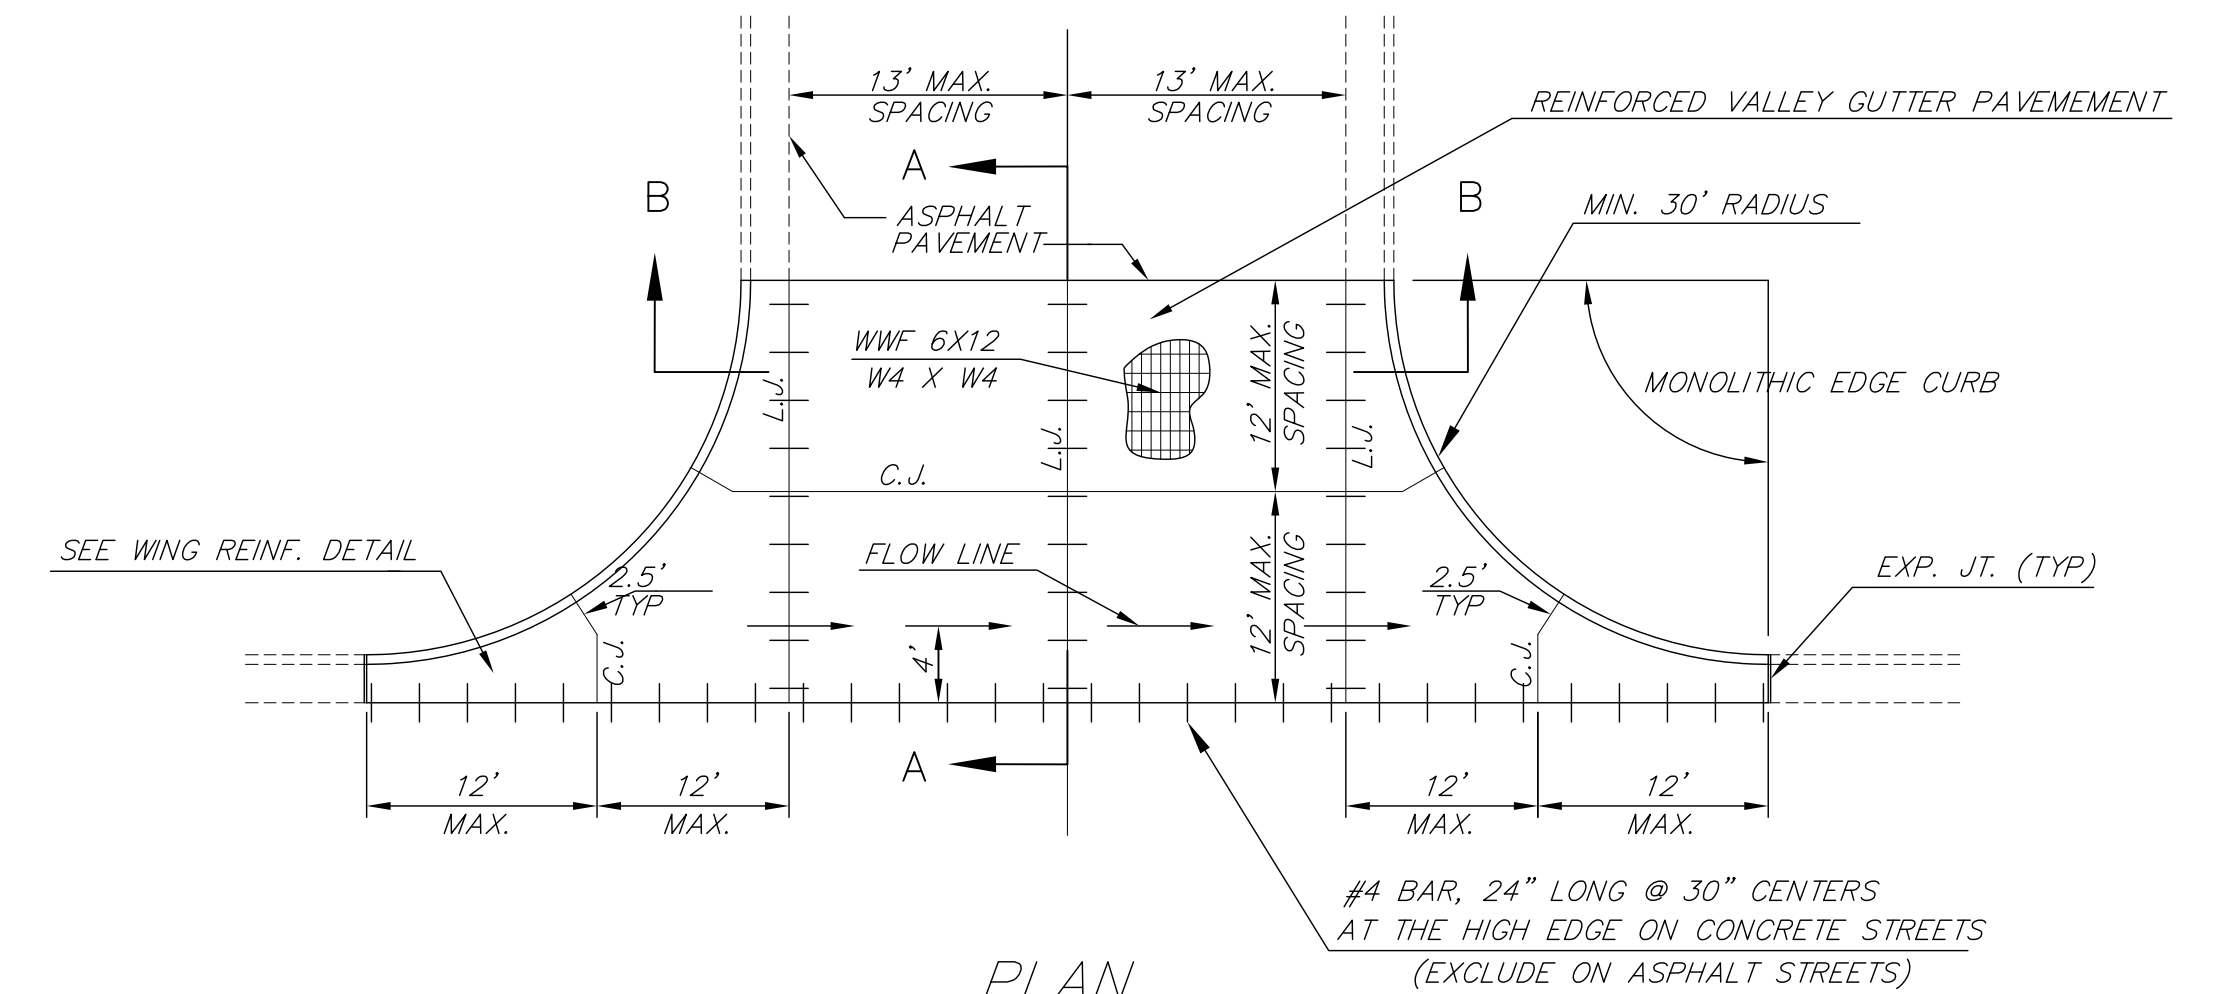 13' MAX.
SPACING
13' MAX.
SPACING
REINFORCED VALLEY GUTTER PAVEMEMENT
A
B
B
MIN. 30' RADIUS
ASPHALT
PAVEMENT
WWF 6X12
W4 X W4
12' MAX.
SPACING
MONOLITHIC EDGE CURB
L.J.
L.J.
L.J.
C.J.
SEE WING REINF. DETAIL
FLOW LINE
2.5'
TYP
12' MAX.
SPACING
2.5'
TYP
EXP. JT. (TYP)
4'
C.J.
C.J.
A
12'
MAX.
12'
MAX.
12'
MAX.
12'
MAX.
#4 BAR, 24" LONG @ 30" CENTERS
AT THE HIGH EDGE ON CONCRETE STREETS
(EXCLUDE ON ASPHALT STREETS)
PLAN